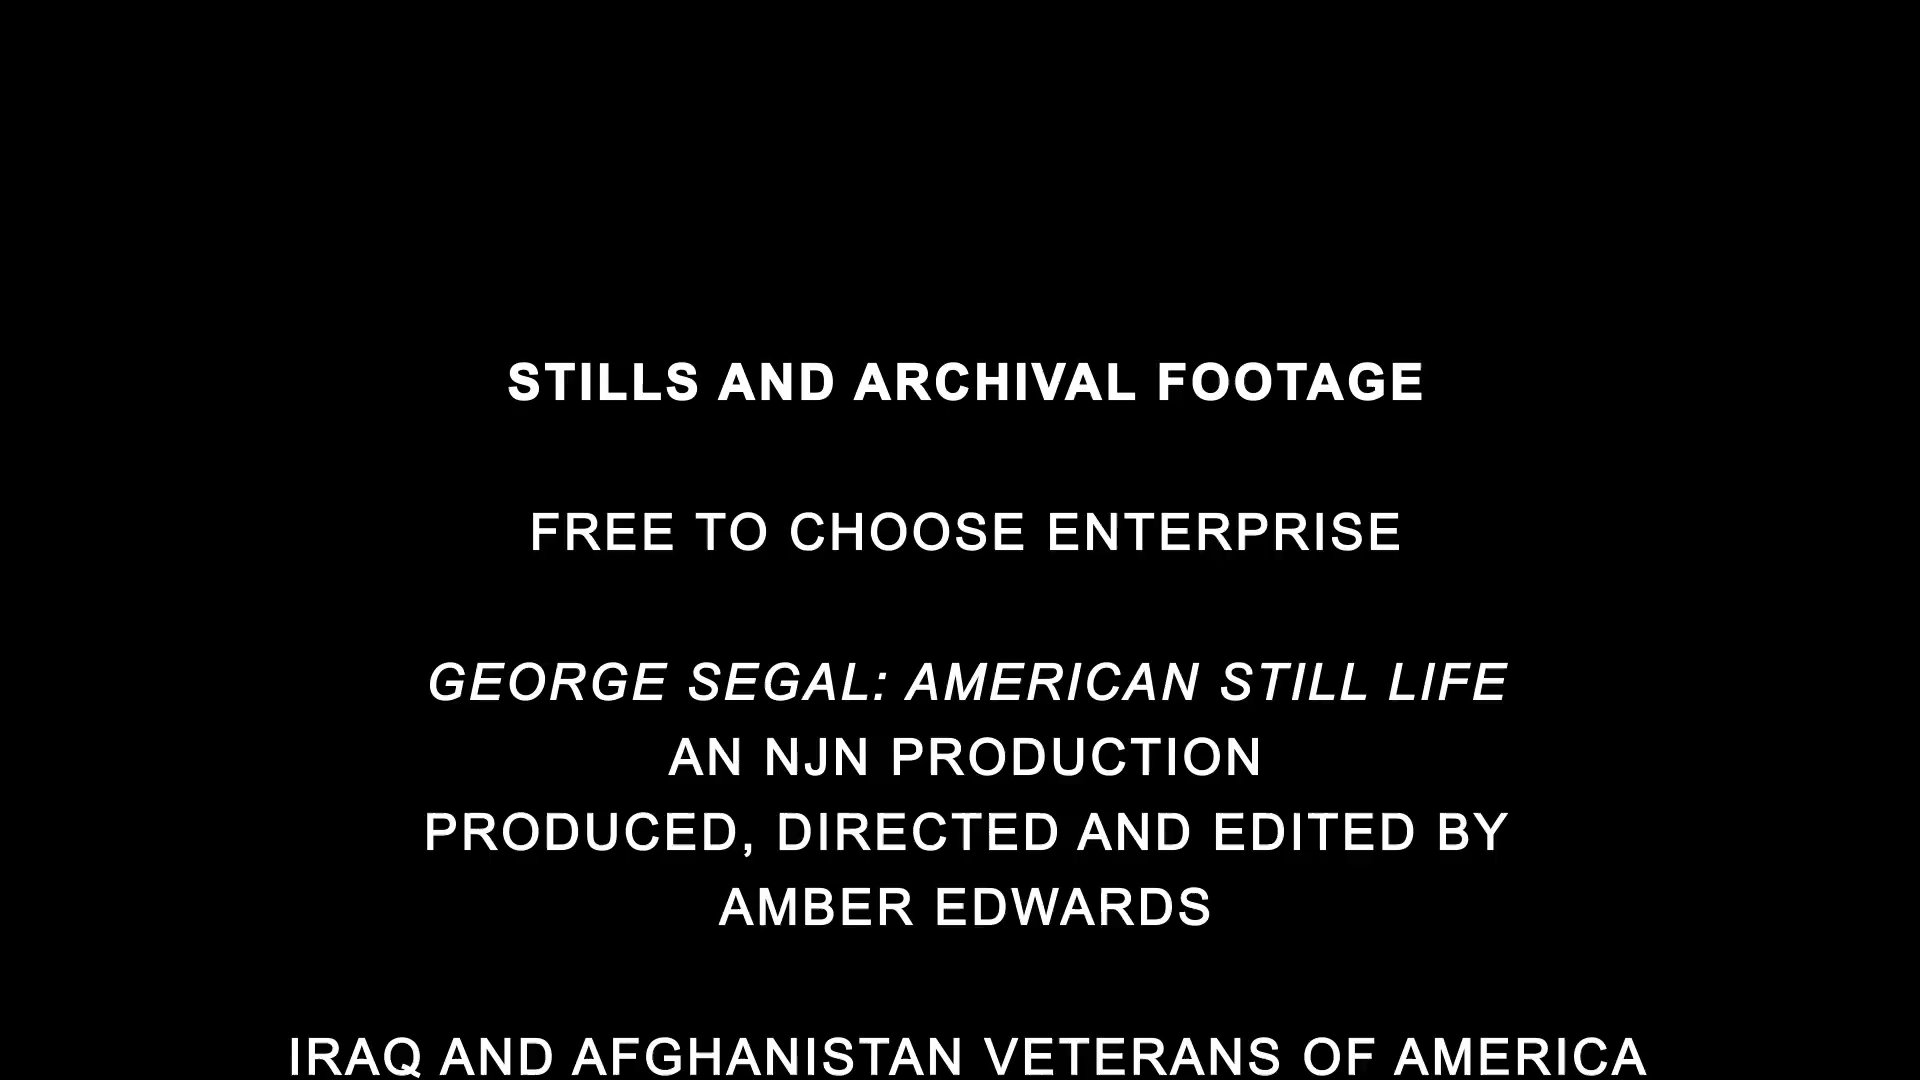 STILLS AND ARCHIVAL FOOTAGE
FREE TO CHOOSE ENTERPRISE
GEORGE SEGAL: AMERICAN STILL LIFE
AN NJN PRODUCTION
PRODUCED, DIRECTED AND EDITED BY
AMBER EDWARDS
IRAQ AND AFGHANISTAN VETERANS OF AMERICA